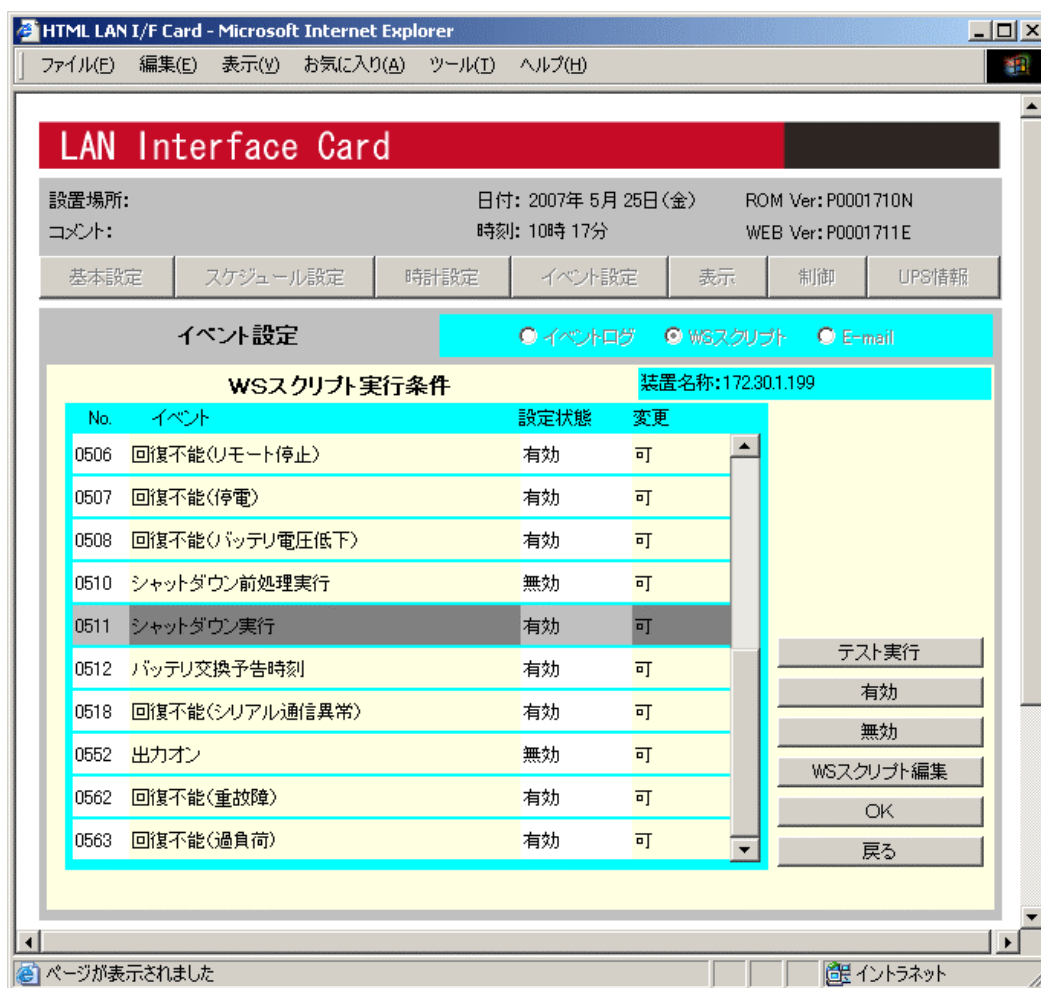 HTML LAN I/F Card - Microsoft Internet Explorer
ファイル(F) 編集(E) 表示(V) お気に入り(A) ツール(T) ヘルプ(H)
LAN Interface Card
設置場所: 日付: 2007年 5月 25日(金) ROM Ver: P0001710N
コメント: 時刻: 10時 17分 WEB Ver: P0001711E
基本設定 スケジュール設定 時計設定 イベント設定 表示 制御 UPS情報
イベント設定 イベントログ WSスクリプト E-mail
WSスクリプト実行条件 装置名称:172.30.1.199
No. イベント 設定状態 変更
0506 回復不能(リモート停止) 有効 可
0507 回復不能(停電) 有効 可
0508 回復不能(バッテリ電圧低下) 有効 可
0510 シャットダウン前処理実行 無効 可
0511 シャットダウン実行 有効 可
0512 バッテリ交換予告時刻 有効 可
0518 回復不能(シリアル通信異常) 有効 可
0552 出力オン 無効 可
0562 回復不能(重故障) 有効 可
0563 回復不能(過負荷) 有効 可
テスト実行
有効
無効
WSスクリプト編集
OK
戻る
ページが表示されました イントラネット